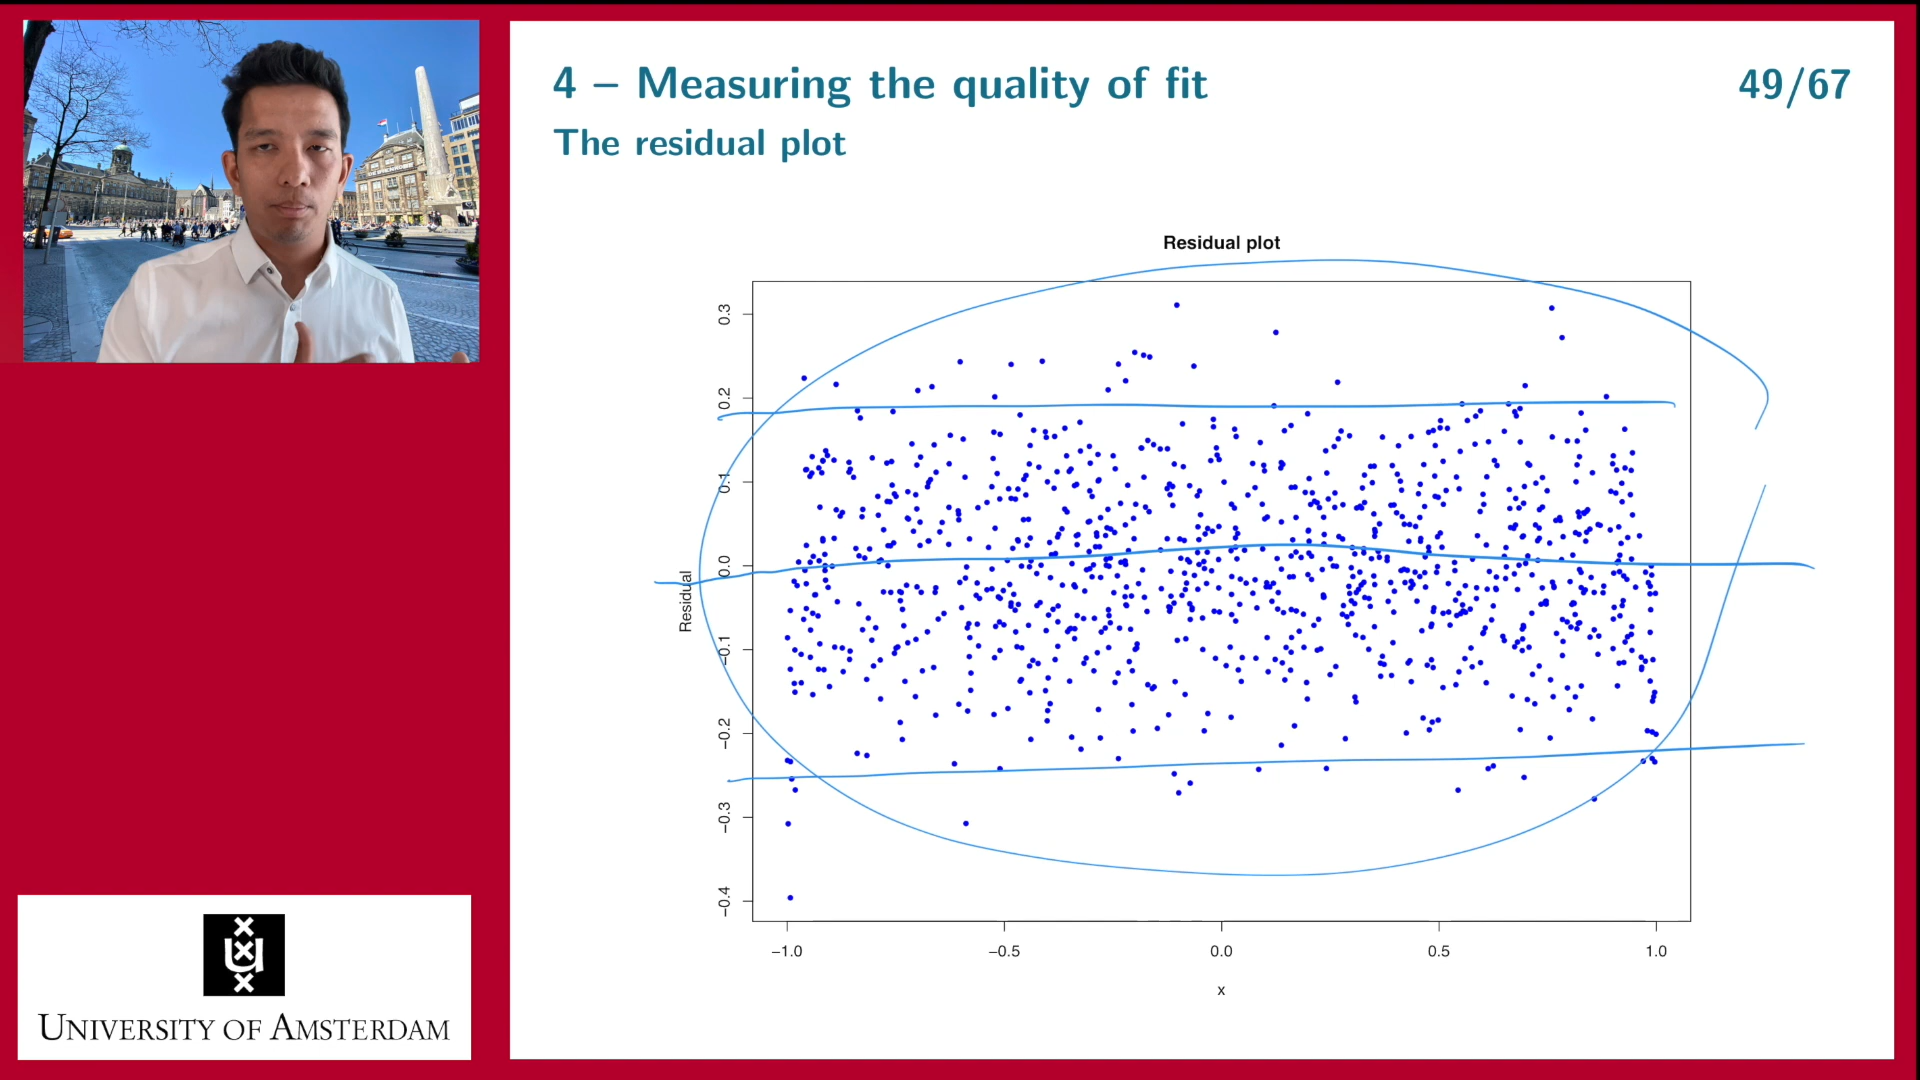 4 – Measuring the quality of fit
49/67
The residual plot
Residual plot
Residual
0.3
0.2
0.1
0.0
−0.1
−0.2
−0.3
−0.4
−1.0 −0.5 0.0 0.5 1.0
x
UNIVERSITY OF AMSTERDAM